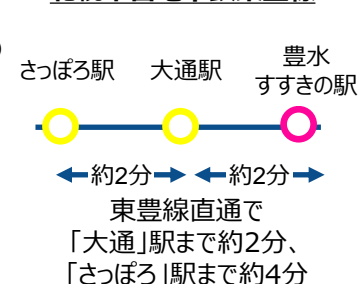 さっぽろ駅
大通駅
豊水
すすきの駅
約2分
約2分
東豊線直通で
「大通」駅まで約2分、
「さっぽろ」駅まで約4分